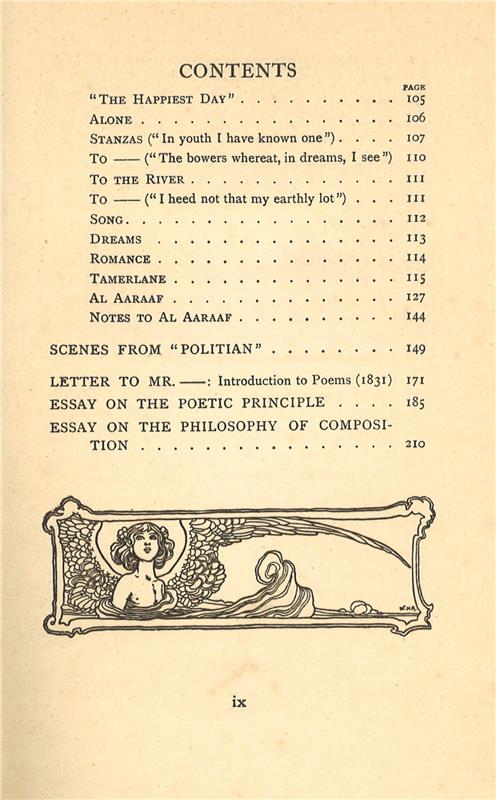 CONTENTS
PAGE
"The Happiest Day" . . . . . . . . . . 105
Alone . . . . . . . . . . . . . . . 106
Stanzas ("In youth I have known one") . . . . 107
To —— ("The bowers whereat, in dreams, I see") 110
To the River . . . . . . . . . . . . . 111
To —— ("I heed not that my earthly lot") . . . 111
Song . . . . . . . . . . . . . . . . 112
Dreams . . . . . . . . . . . . . . . 113
Romance . . . . . . . . . . . . . . 114
Tamerlane . . . . . . . . . . . . . . 115
Al Aaraaf . . . . . . . . . . . . . . 127
Notes to Al Aaraaf . . . . . . . . . . 144
SCENES FROM "POLITIAN" . . . . . . . . 149
LETTER TO MR. ——: Introduction to Poems (1831) 171
ESSAY ON THE POETIC PRINCIPLE . . . . 185
ESSAY ON THE PHILOSOPHY OF COMPOSI-
TION . . . . . . . . . . . . . . . . 210
W.H.R.
ix